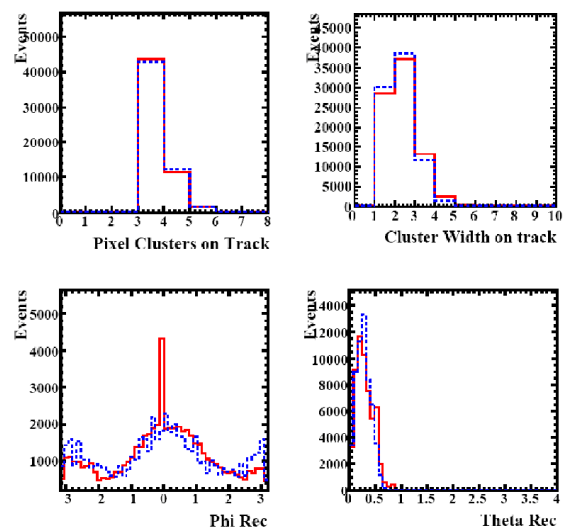 Events
50000
40000
30000
20000
10000
0
0 1 2 3 4 5 6 7 8
Pixel Clusters on Track
Events
45000
40000
35000
30000
25000
20000
15000
10000
5000
0
0 1 2 3 4 5 6 7 8 9 10
Cluster Width on track
Events
5000
4000
3000
2000
1000
3 2 1 0 1 2 3
Phi Rec
Events
14000
12000
10000
8000
6000
4000
2000
0
0 0.5 1 1.5 2 2.5 3 3.5 4
Theta Rec